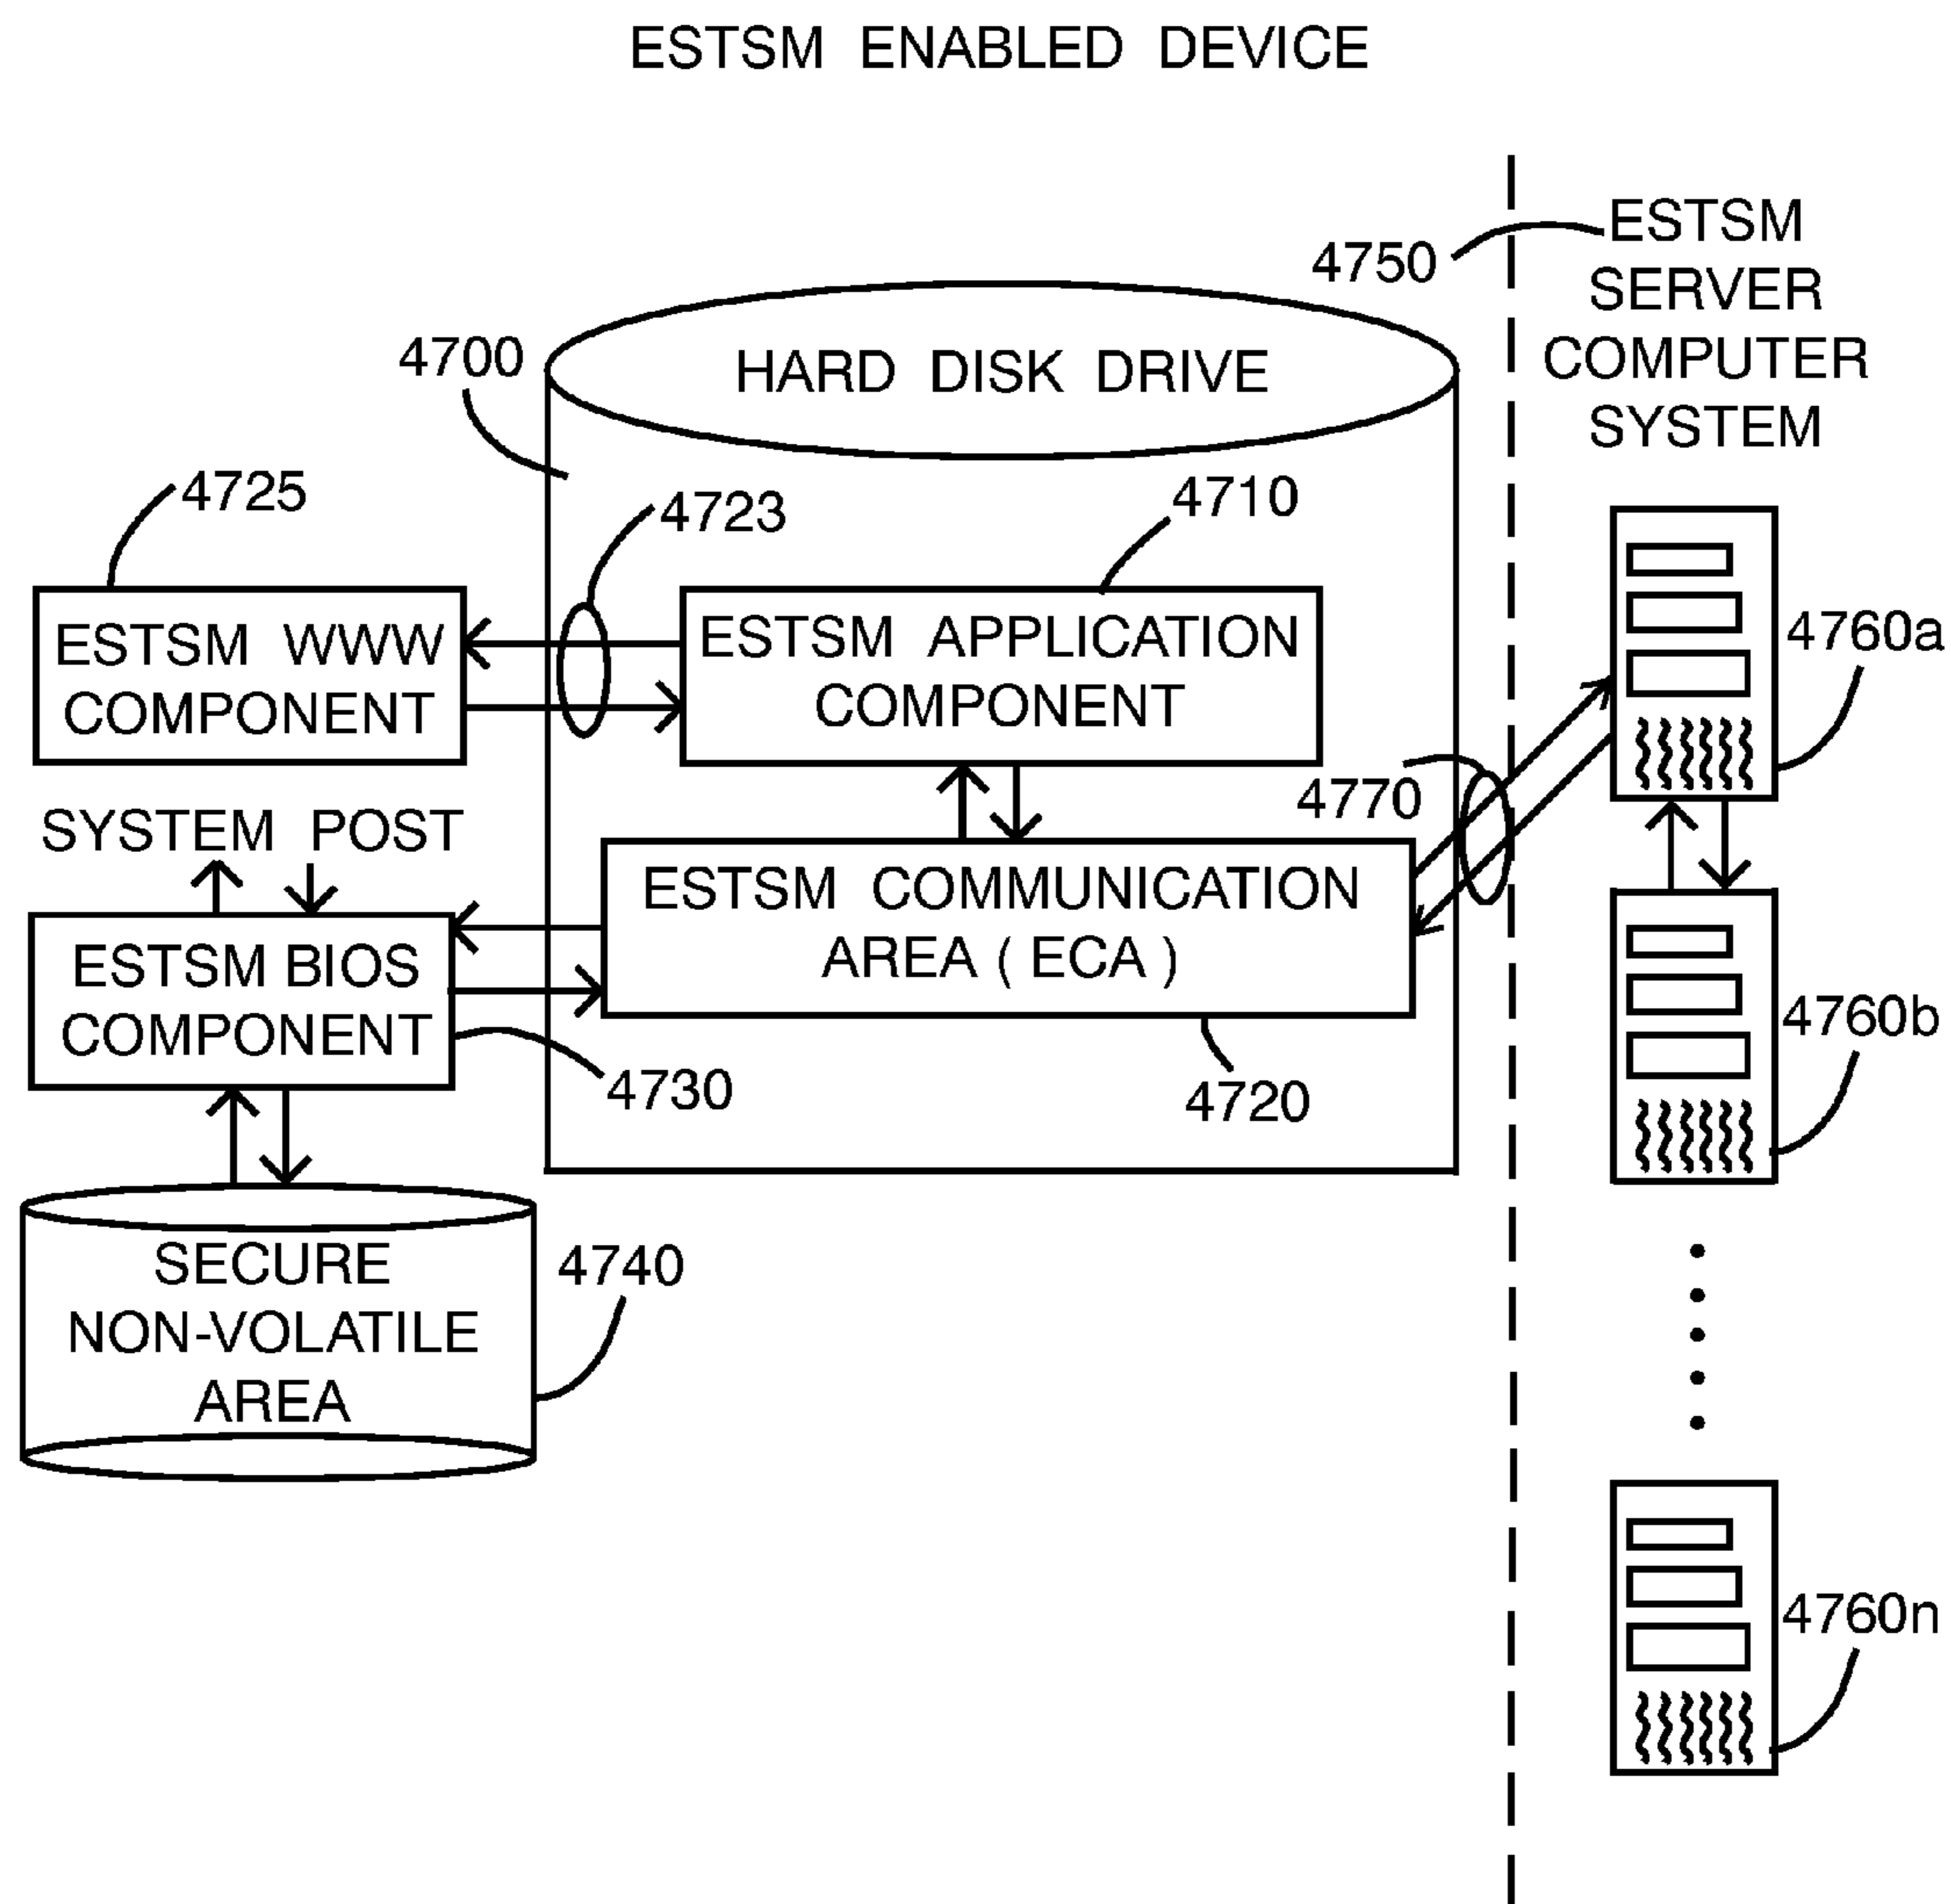 ESTSM ENABLED DEVICE
4750
ESTSM
SERVER
COMPUTER
SYSTEM
4700
HARD DISK DRIVE
4725
4723
4710
ESTSM WWW
COMPONENT
ESTSM APPLICATION
COMPONENT
4760a
4770
SYSTEM POST
ESTSM COMMUNICATION
AREA ( ECA )
ESTSM BIOS
COMPONENT
4760b
4730
4720
SECURE
NON-VOLATILE
AREA
4740
4760n